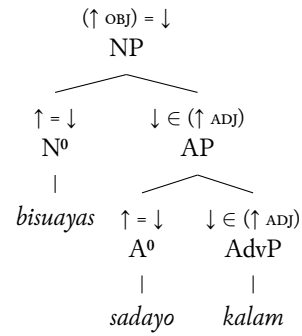 (↑ OBJ) = ↓
NP
↑ = ↓ ↓ ∈ (↑ ADJ)
N⁰ AP
bisuayas ↑ = ↓ ↓ ∈ (↑ ADJ)
A⁰ AdvP
sadayo kalam